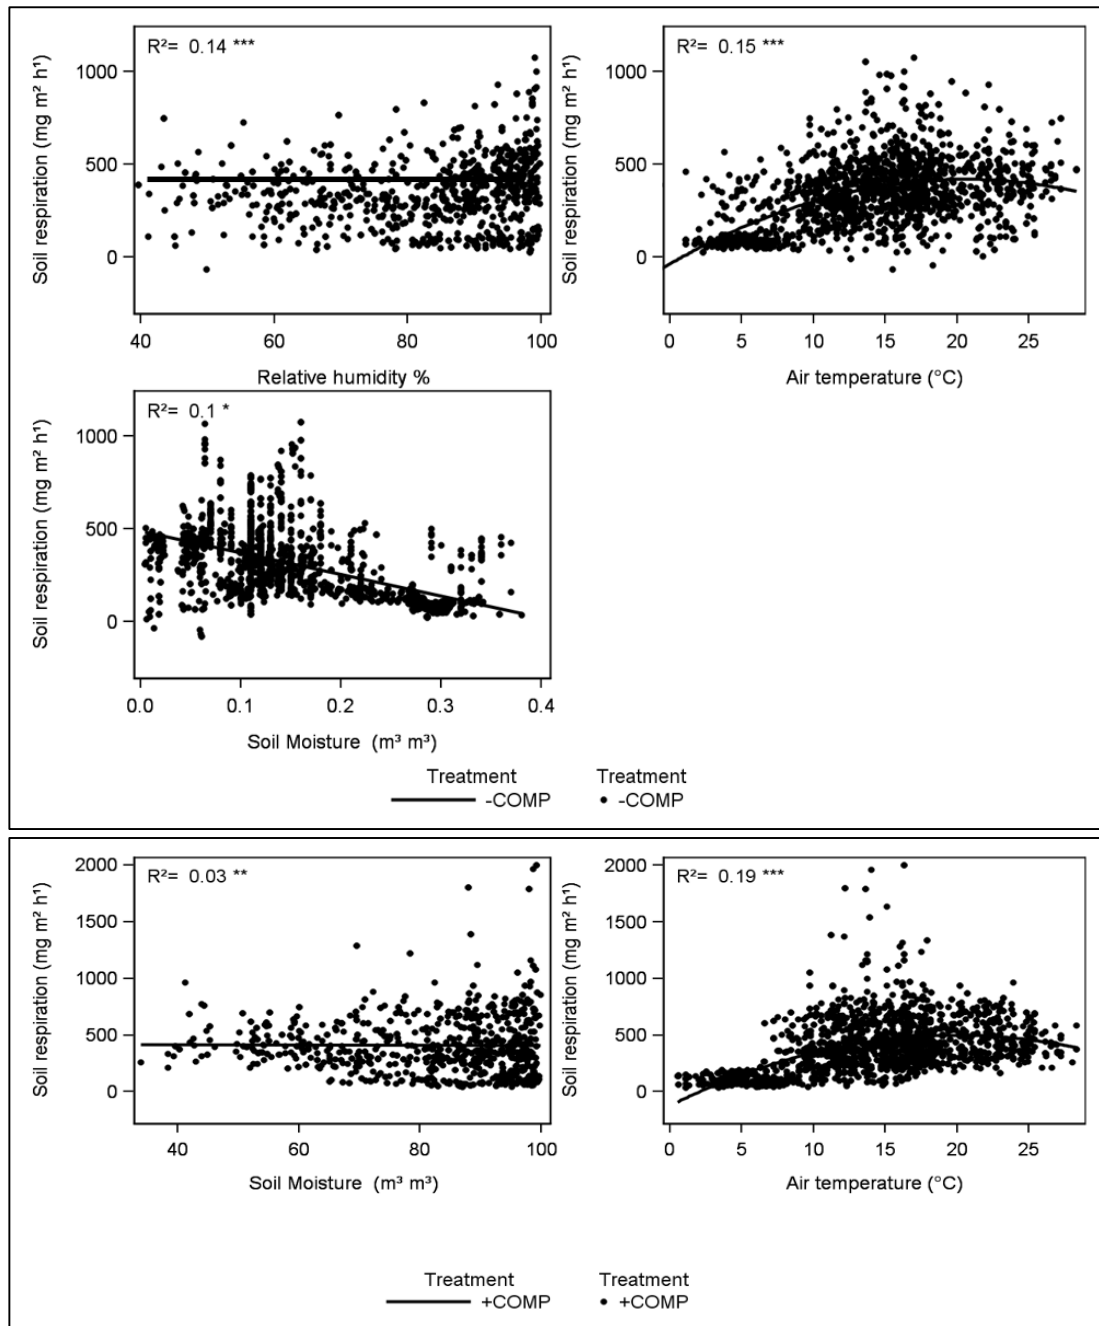 R²= 0.14 ***
1000
500
0
Soil respiration (mg m² h¹)
40 60 80 100
Relative humidity %
R²= 0.15 ***
1000
500
0
Soil respiration (mg m² h¹)
0 5 10 15 20 25
Air temperature (°C)
R²= 0.1 *
1000
500
0
Soil respiration (mg m² h¹)
0.0 0.1 0.2 0.3 0.4
Soil Moisture (m³ m³)
Treatment Treatment
-COMP -COMP
R²= 0.03 **
2000
1500
1000
500
0
Soil respiration (mg m² h¹)
40 60 80 100
Soil Moisture (m³ m³)
R²= 0.19 ***
2000
1500
1000
500
0
Soil respiration (mg m² h¹)
0 5 10 15 20 25
Air temperature (°C)
Treatment Treatment
+COMP +COMP